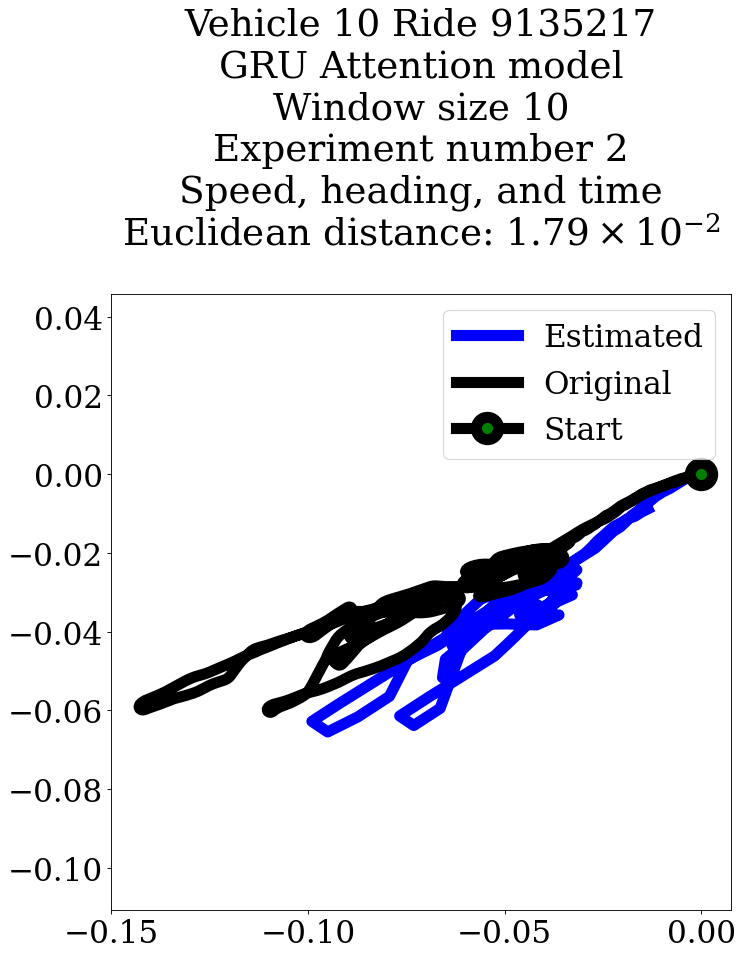 Vehicle 10 Ride 9135217
GRU Attention model
Window size 10
Experiment number 2
Speed, heading, and time
Euclidean distance: 1.79 × 10⁻²
Estimated
Original
Start
0.04
0.02
0.00
−0.02
−0.04
−0.06
−0.08
−0.10
−0.15
−0.10
−0.05
0.00